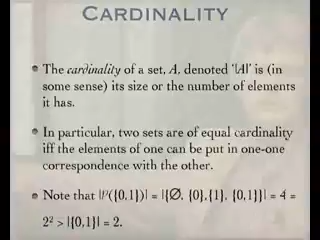 CARDINALITY
The cardinality of a set, A, denoted '|A|' is (in
some sense) its size or the number of elements
it has.
In particular, two sets are of equal cardinality
iff the elements of one can be put in one-one
correspondence with the other.
Note that |P({0,1})| = |{Ø, {0},{1}, {0,1}}| = 4 =
2² > |{0,1}| = 2.